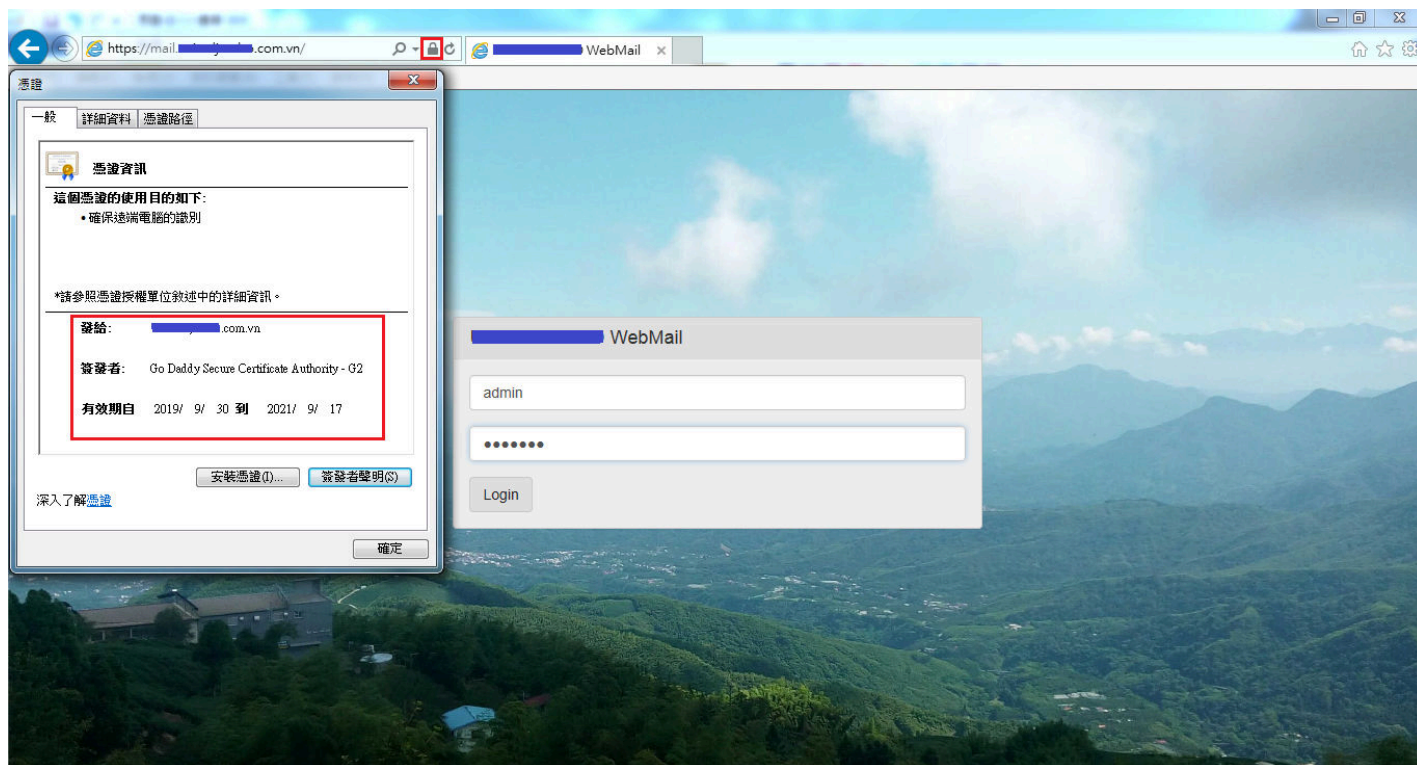 https://mail.
.com.vn/
WebMail
憑證
一般
詳細資料
憑證路徑
憑證資訊
這個憑證的使用目的如下:
• 確保遠端電腦的識別
*請參照憑證授權單位敘述中的詳細資訊。
發給: .com.vn
簽發者: Go Daddy Secure Certificate Authority - G2
有效期自 2019/ 9/ 30 到 2021/ 9/ 17
安裝憑證(I)...
簽發者聲明(S)
深入了解憑證
確定
WebMail
admin
•••••••
Login